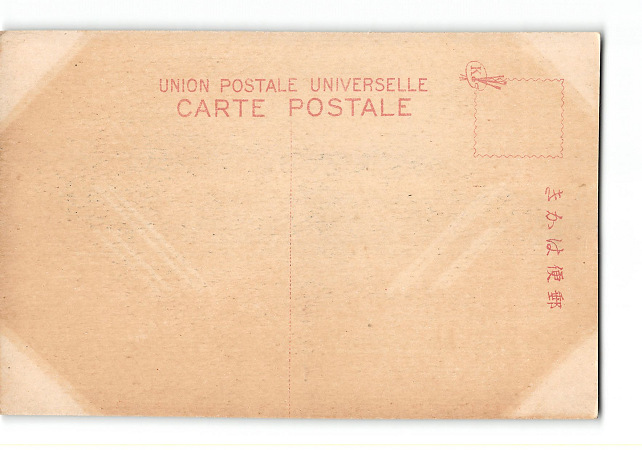 UNION POSTALE UNIVERSELLE
CARTE POSTALE
K
きかは便郵